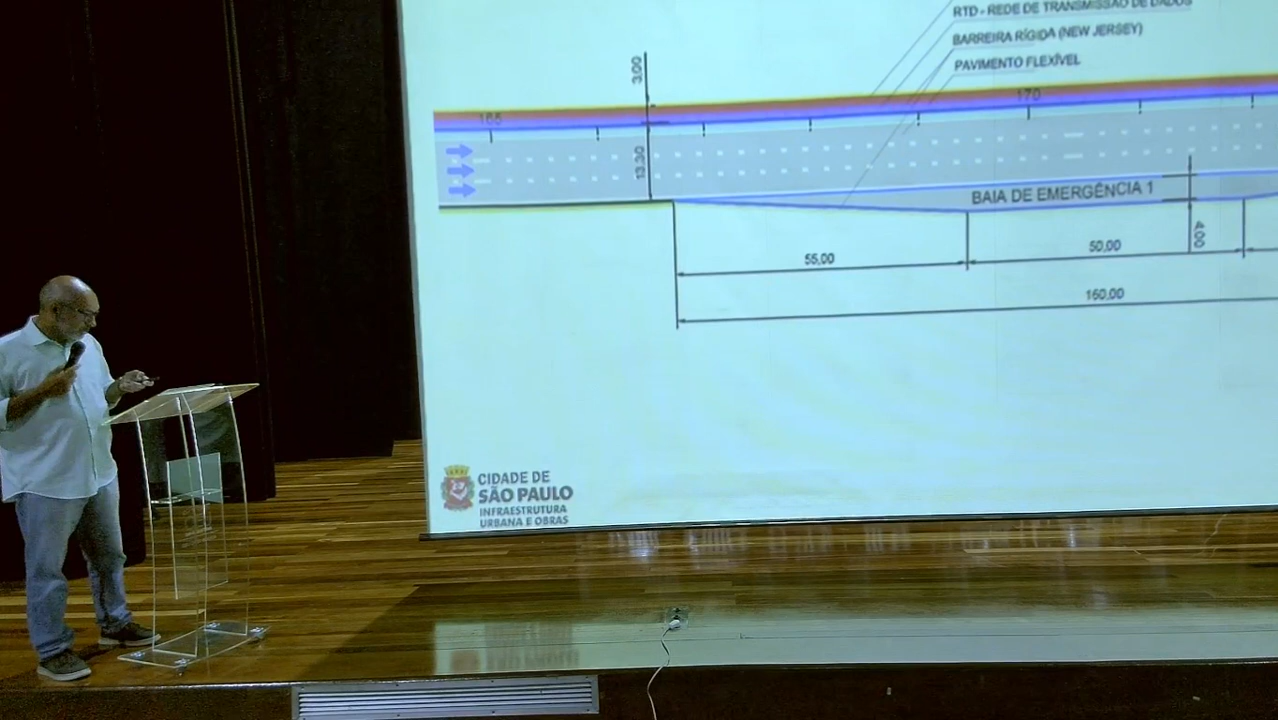 RTD - REDE DE TRANSMISSÃO DE DADOS
BARREIRA RÍGIDA (NEW JERSEY)
PAVIMENTO FLEXÍVEL
3,00
165
170
13,30
BAIA DE EMERGÊNCIA 1
4,00
55,00
50,00
160,00
CIDADE DE
SÃO PAULO
INFRAESTRUTURA
URBANA E OBRAS